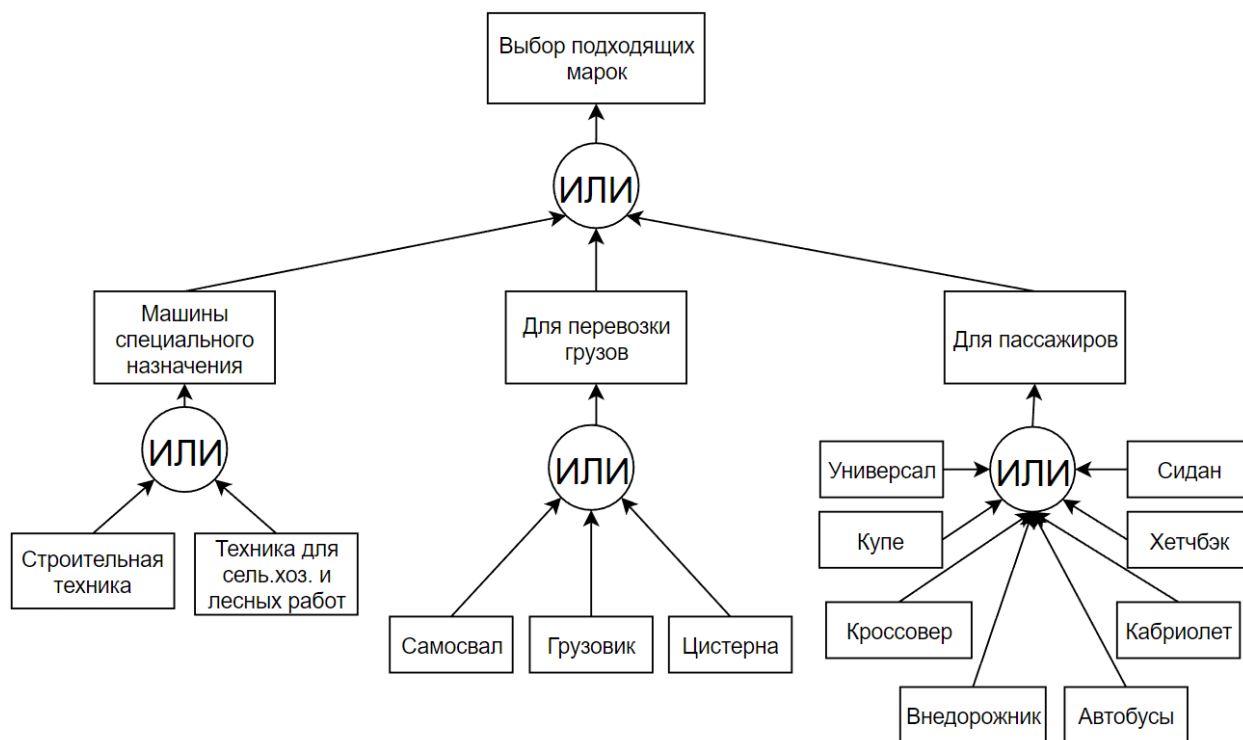 Выбор подходящих
марок
ИЛИ
Машины
специального
назначения
Для перевозки
грузов
Для пассажиров
ИЛИ
ИЛИ
ИЛИ
Универсал
Сидан
Строительная
техника
Техника для
сель.хоз. и
лесных работ
Купе
Хетчбэк
Самосвал
Грузовик
Цистерна
Кроссовер
Кабриолет
Внедорожник
Автобусы